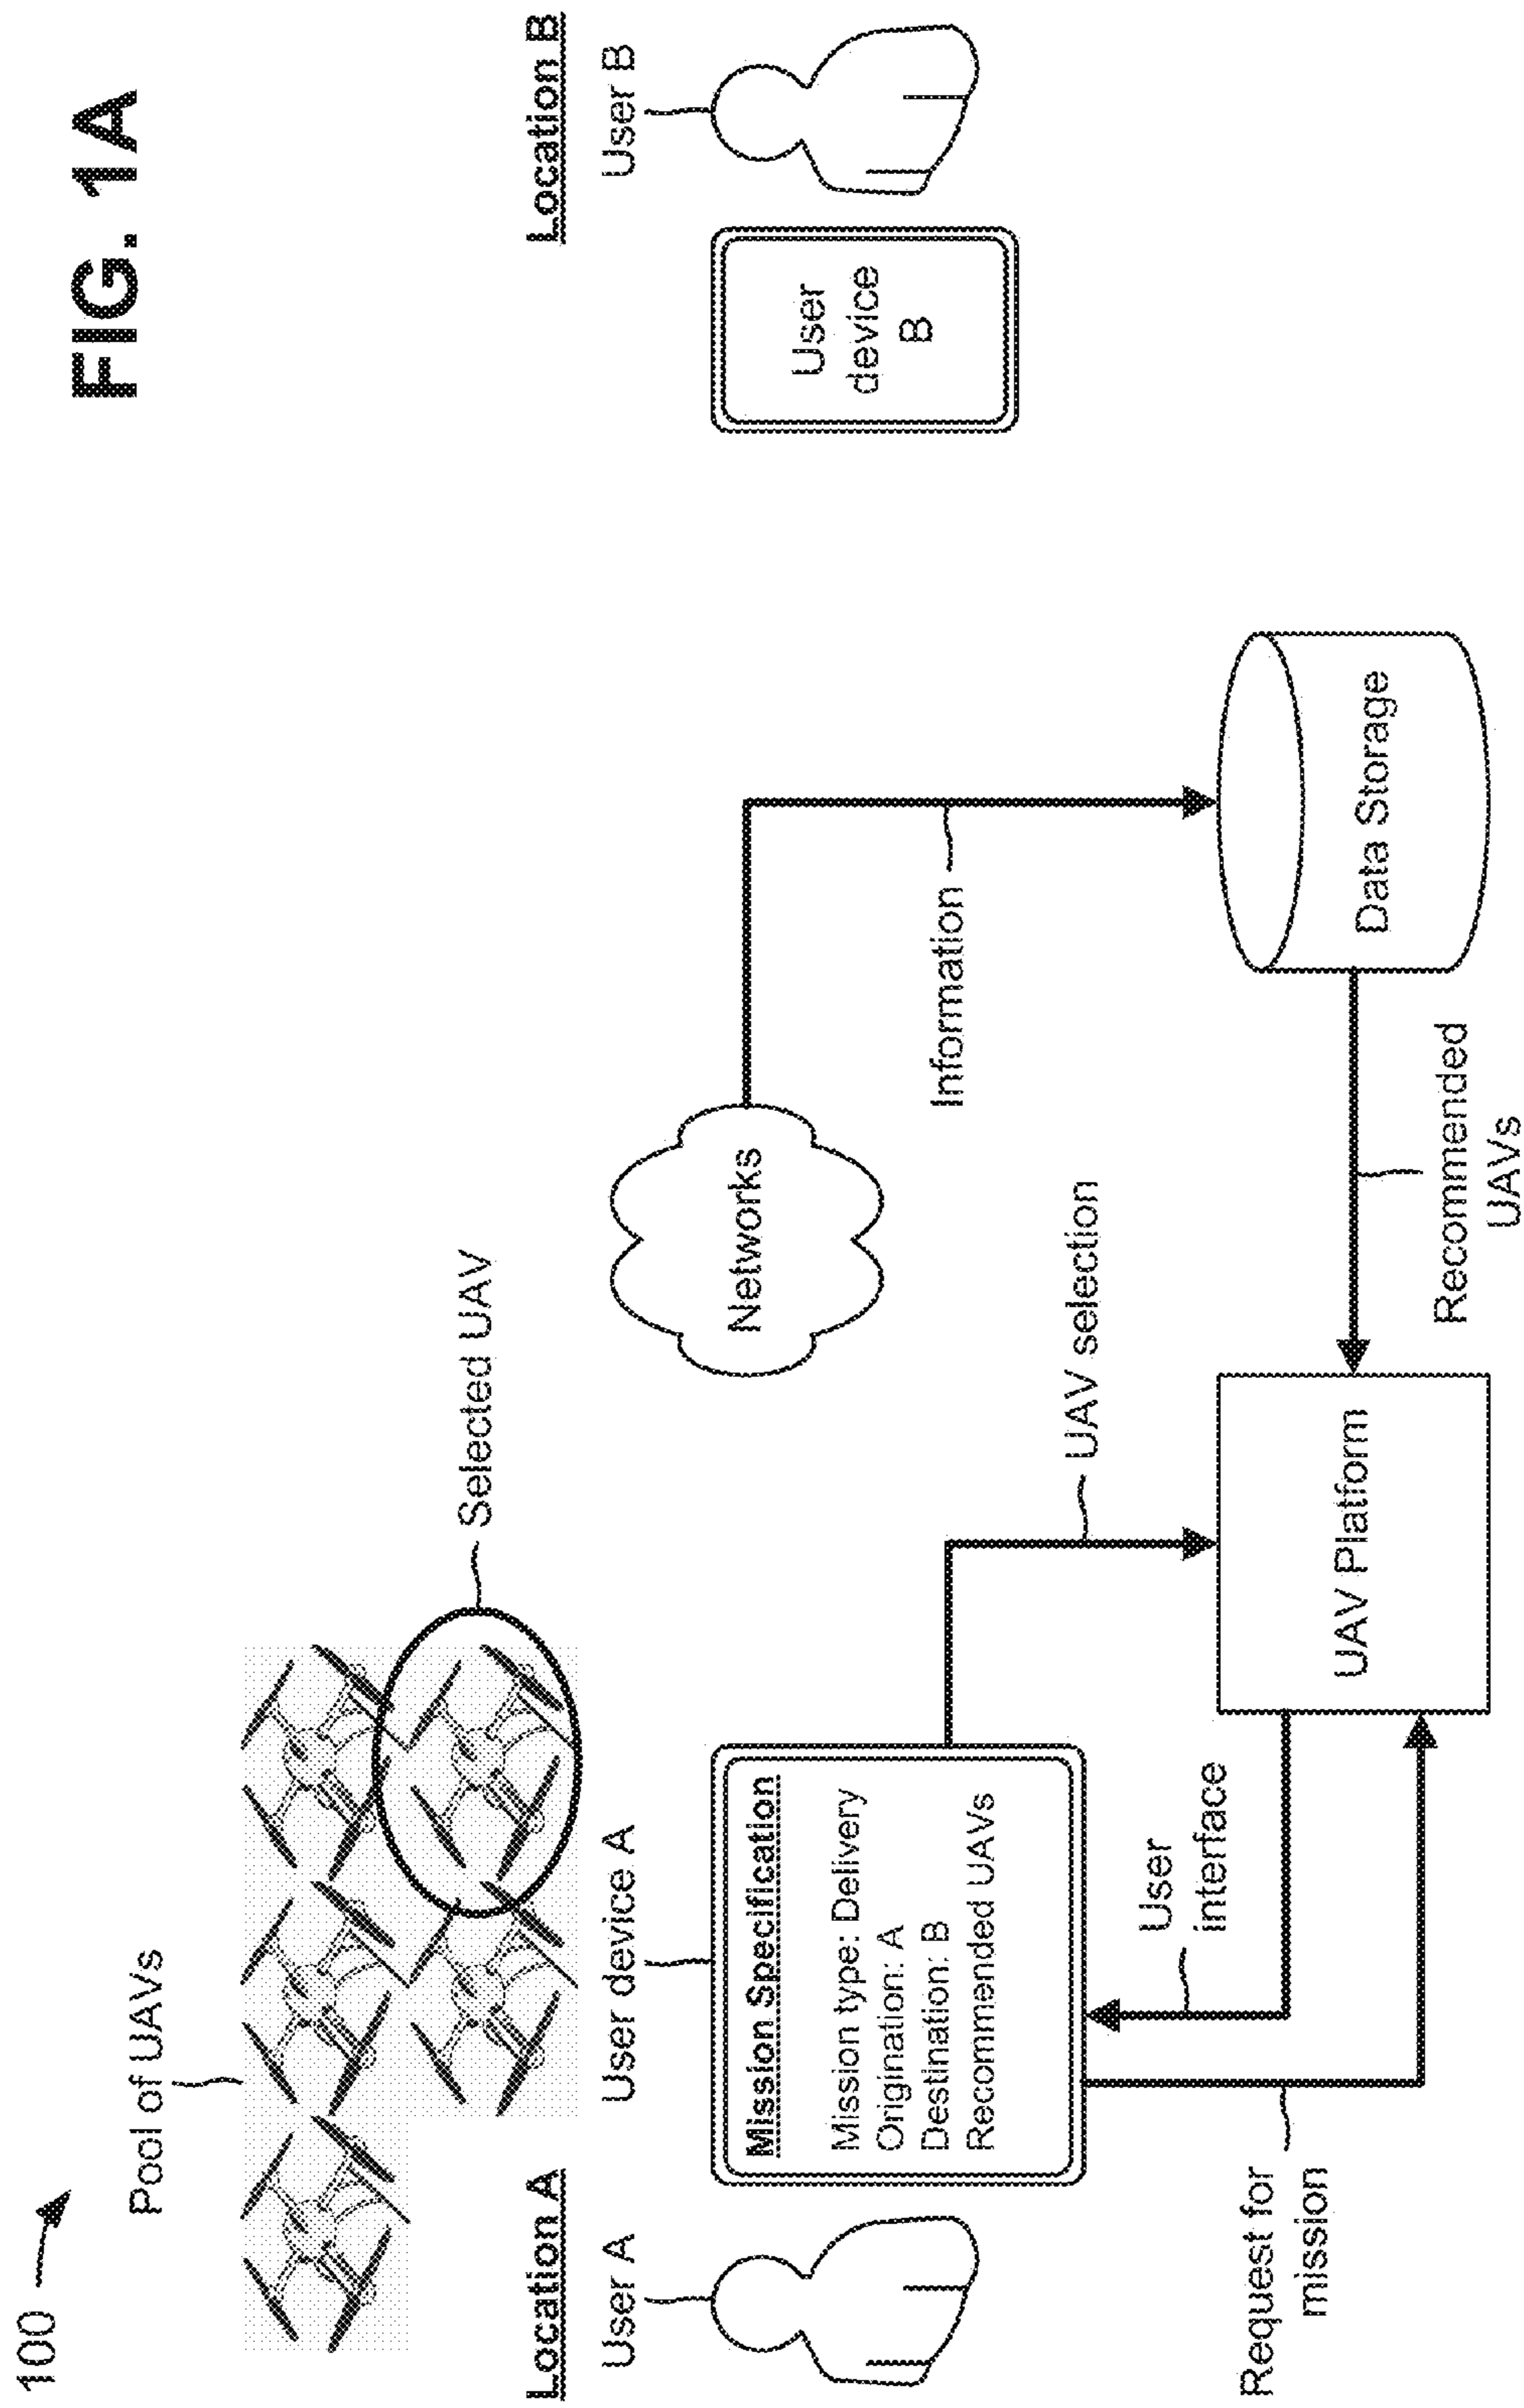 FIG. 1A
100
Pool of UAVs
Selected UAV
Location A
User A
User device A
Mission Specification
Mission type: Delivery
Origination: A
Destination: B
Recommended UAVs
Networks
Location B
User B
User
device
B
Information
UAV selection
User
interface
Request for
mission
UAV Platform
Recommended
UAVs
Data Storage